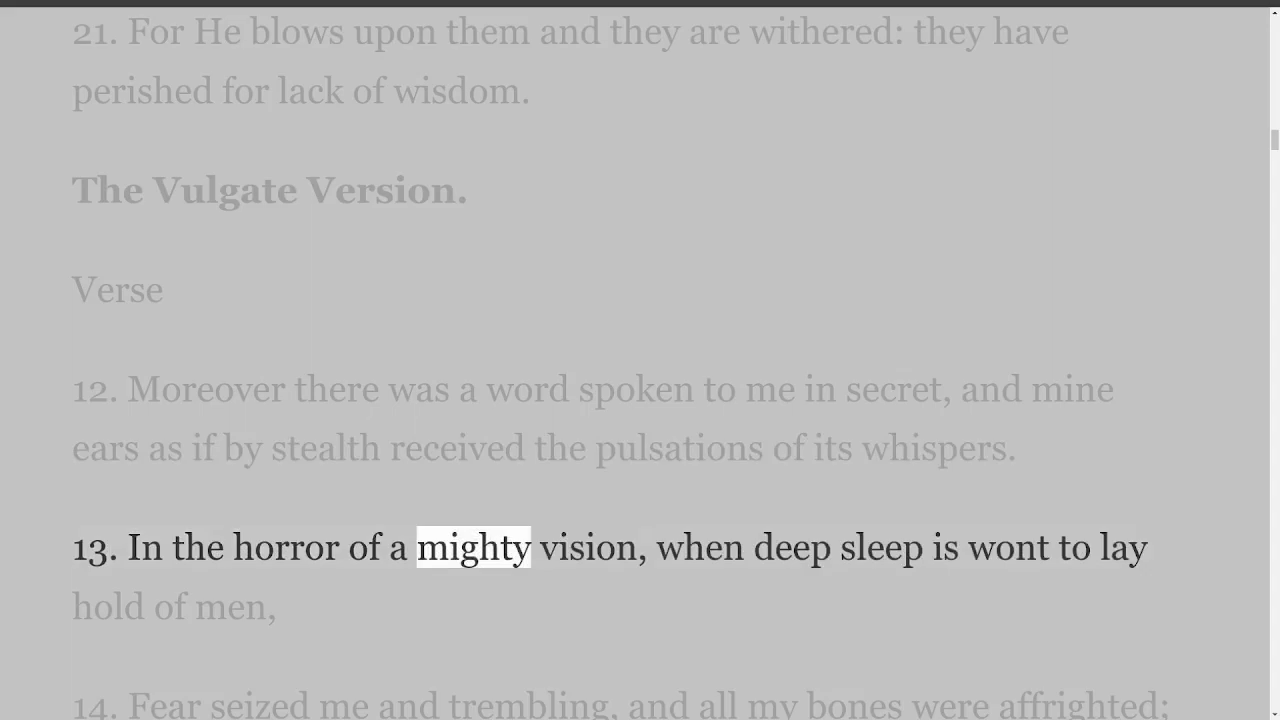 21. For He blows upon them and they are withered: they have
perished for lack of wisdom.
The Vulgate Version.
Verse
12. Moreover there was a word spoken to me in secret, and mine
ears as if by stealth received the pulsations of its whispers.
13. In the horror of a mighty vision, when deep sleep is wont to lay
hold of men,
14. Fear seized me and trembling, and all my bones were affrighted: